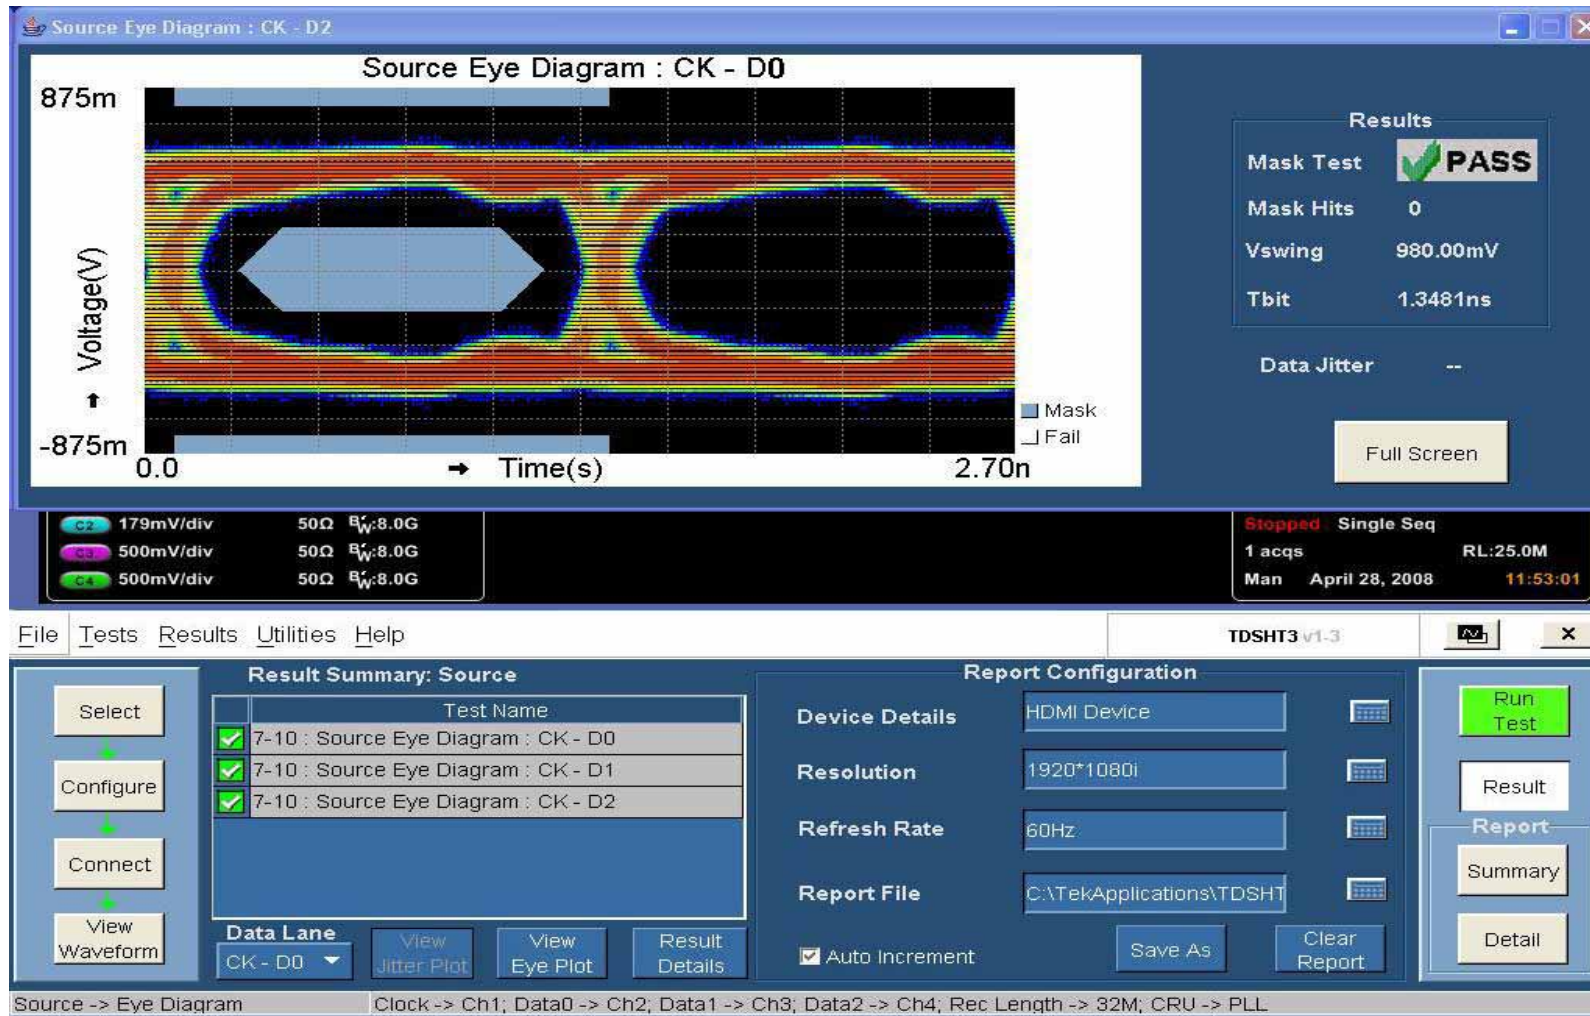 Source Eye Diagram : CK - D2
Source Eye Diagram : CK - D0
875m
Voltage(V)
-875m
0.0
Time(s)
2.70n
Mask
Fail
Results
Mask Test PASS
Mask Hits 0
Vswing 980.00mV
Tbit 1.3481ns
Data Jitter --
Full Screen
C2 179mV/div 50Ω BW:8.0G
C3 500mV/div 50Ω BW:8.0G
C4 500mV/div 50Ω BW:8.0G
Stopped Single Seq
1 acqs RL:25.0M
Man April 28, 2008 11:53:01
File Tests Results Utilities Help
TDSHT3 v1.3
Select
Configure
Connect
View
Waveform
Result Summary: Source
Test Name
7-10 : Source Eye Diagram : CK - D0
7-10 : Source Eye Diagram : CK - D1
7-10 : Source Eye Diagram : CK - D2
Data Lane
CK - D0
View
Jitter Plot
View
Eye Plot
Result
Details
Report Configuration
Device Details HDMI Device
Resolution 1920*1080i
Refresh Rate 60Hz
Report File C:\TekApplications\TDSHT
Auto Increment
Save As
Clear
Report
Run
Test
Result
Report
Summary
Detail
Source -> Eye Diagram
Clock -> Ch1; Data0 -> Ch2; Data1 -> Ch3; Data2 -> Ch4; Rec Length -> 32M; CRU -> PLL